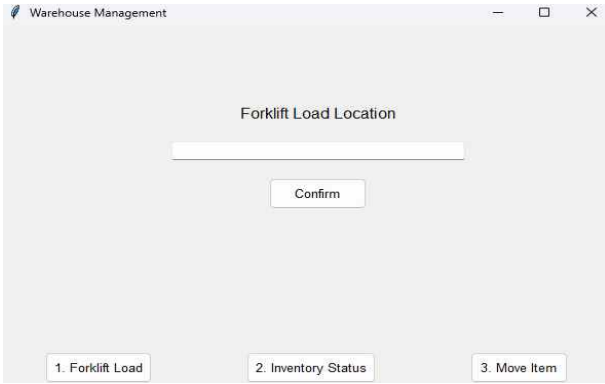 Warehouse Management
Forklift Load Location
Confirm
1. Forklift Load
2. Inventory Status
3. Move Item